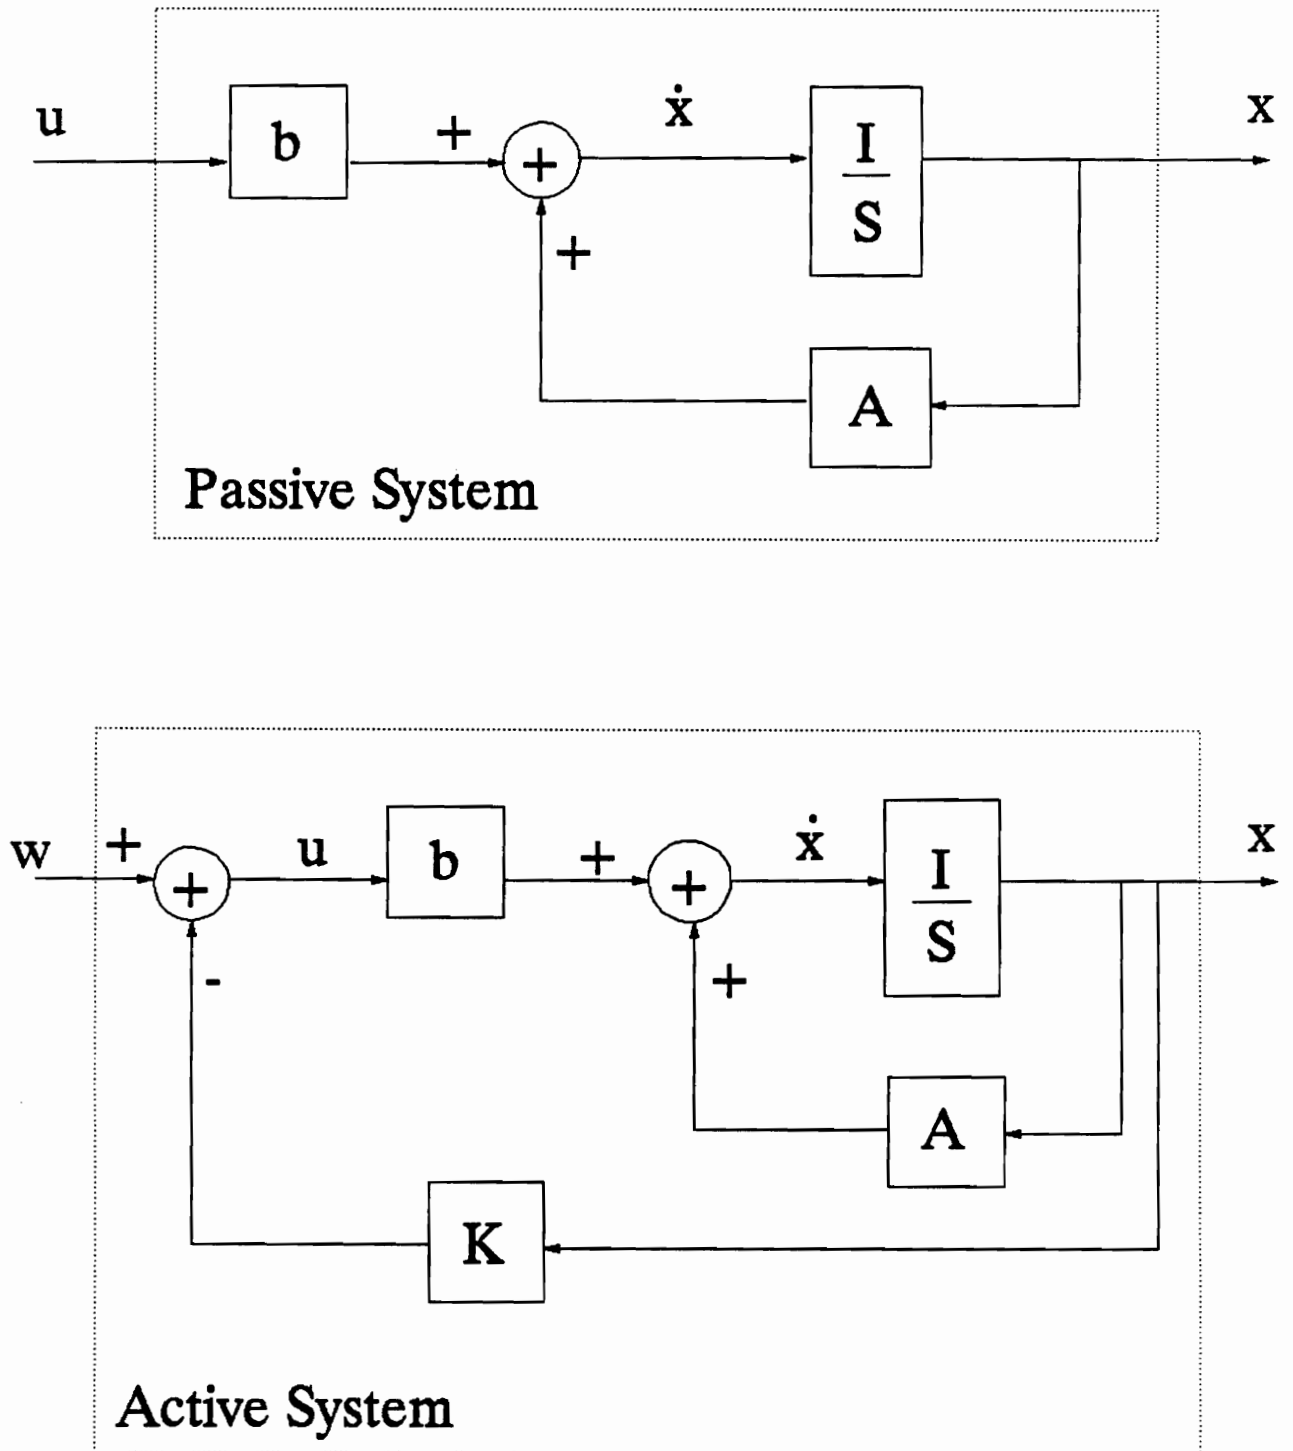 u
b
+
+
ẋ
I
S
x
+
A
Passive System
w
+
+
u
b
+
+
ẋ
I
S
x
-
+
A
K
Active System